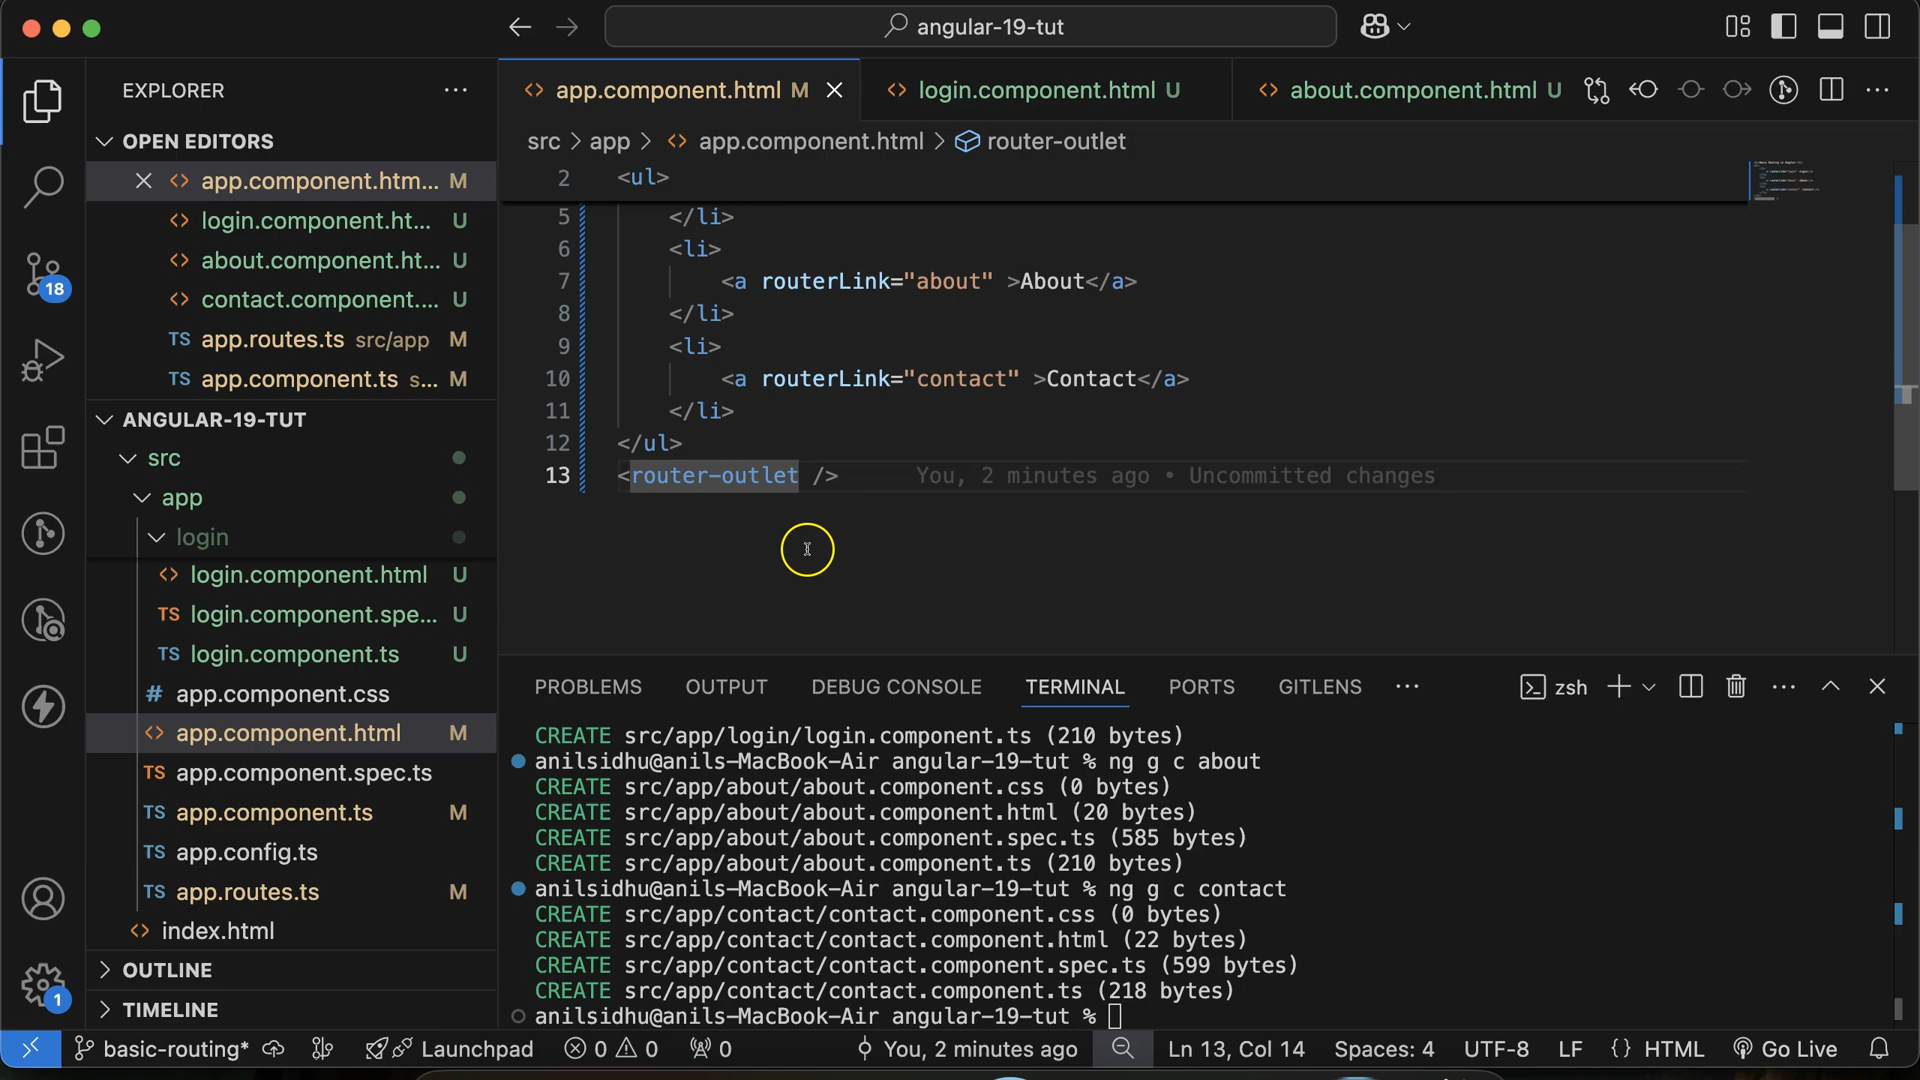 angular-19-tut
EXPLORER
OPEN EDITORS
app.component.htm... M
login.component.ht... U
about.component.ht... U
contact.component.... U
TS app.routes.ts src/app M
TS app.component.ts s... M
ANGULAR-19-TUT
src
app
login
login.component.html U
TS login.component.spe... U
TS login.component.ts U
# app.component.css
app.component.html M
TS app.component.spec.ts
TS app.component.ts M
TS app.config.ts
TS app.routes.ts M
index.html
OUTLINE
TIMELINE
18
1
app.component.html M
login.component.html U
about.component.html U
src > app > app.component.html > router-outlet
2 <ul>
5 </li>
6 <li>
7 <a routerLink="about" >About</a>
8 </li>
9 <li>
10 <a routerLink="contact" >Contact</a>
11 </li>
12 </ul>
13 <router-outlet /> You, 2 minutes ago • Uncommitted changes
PROBLEMS OUTPUT DEBUG CONSOLE TERMINAL PORTS GITLENS
zsh
CREATE src/app/login/login.component.ts (210 bytes)
anilsidhu@anils-MacBook-Air angular-19-tut % ng g c about
CREATE src/app/about/about.component.css (0 bytes)
CREATE src/app/about/about.component.html (20 bytes)
CREATE src/app/about/about.component.spec.ts (585 bytes)
CREATE src/app/about/about.component.ts (210 bytes)
anilsidhu@anils-MacBook-Air angular-19-tut % ng g c contact
CREATE src/app/contact/contact.component.css (0 bytes)
CREATE src/app/contact/contact.component.html (22 bytes)
CREATE src/app/contact/contact.component.spec.ts (599 bytes)
CREATE src/app/contact/contact.component.ts (218 bytes)
anilsidhu@anils-MacBook-Air angular-19-tut %
basic-routing* Launchpad 0 0 0 You, 2 minutes ago Ln 13, Col 14 Spaces: 4 UTF-8 LF {} HTML Go Live